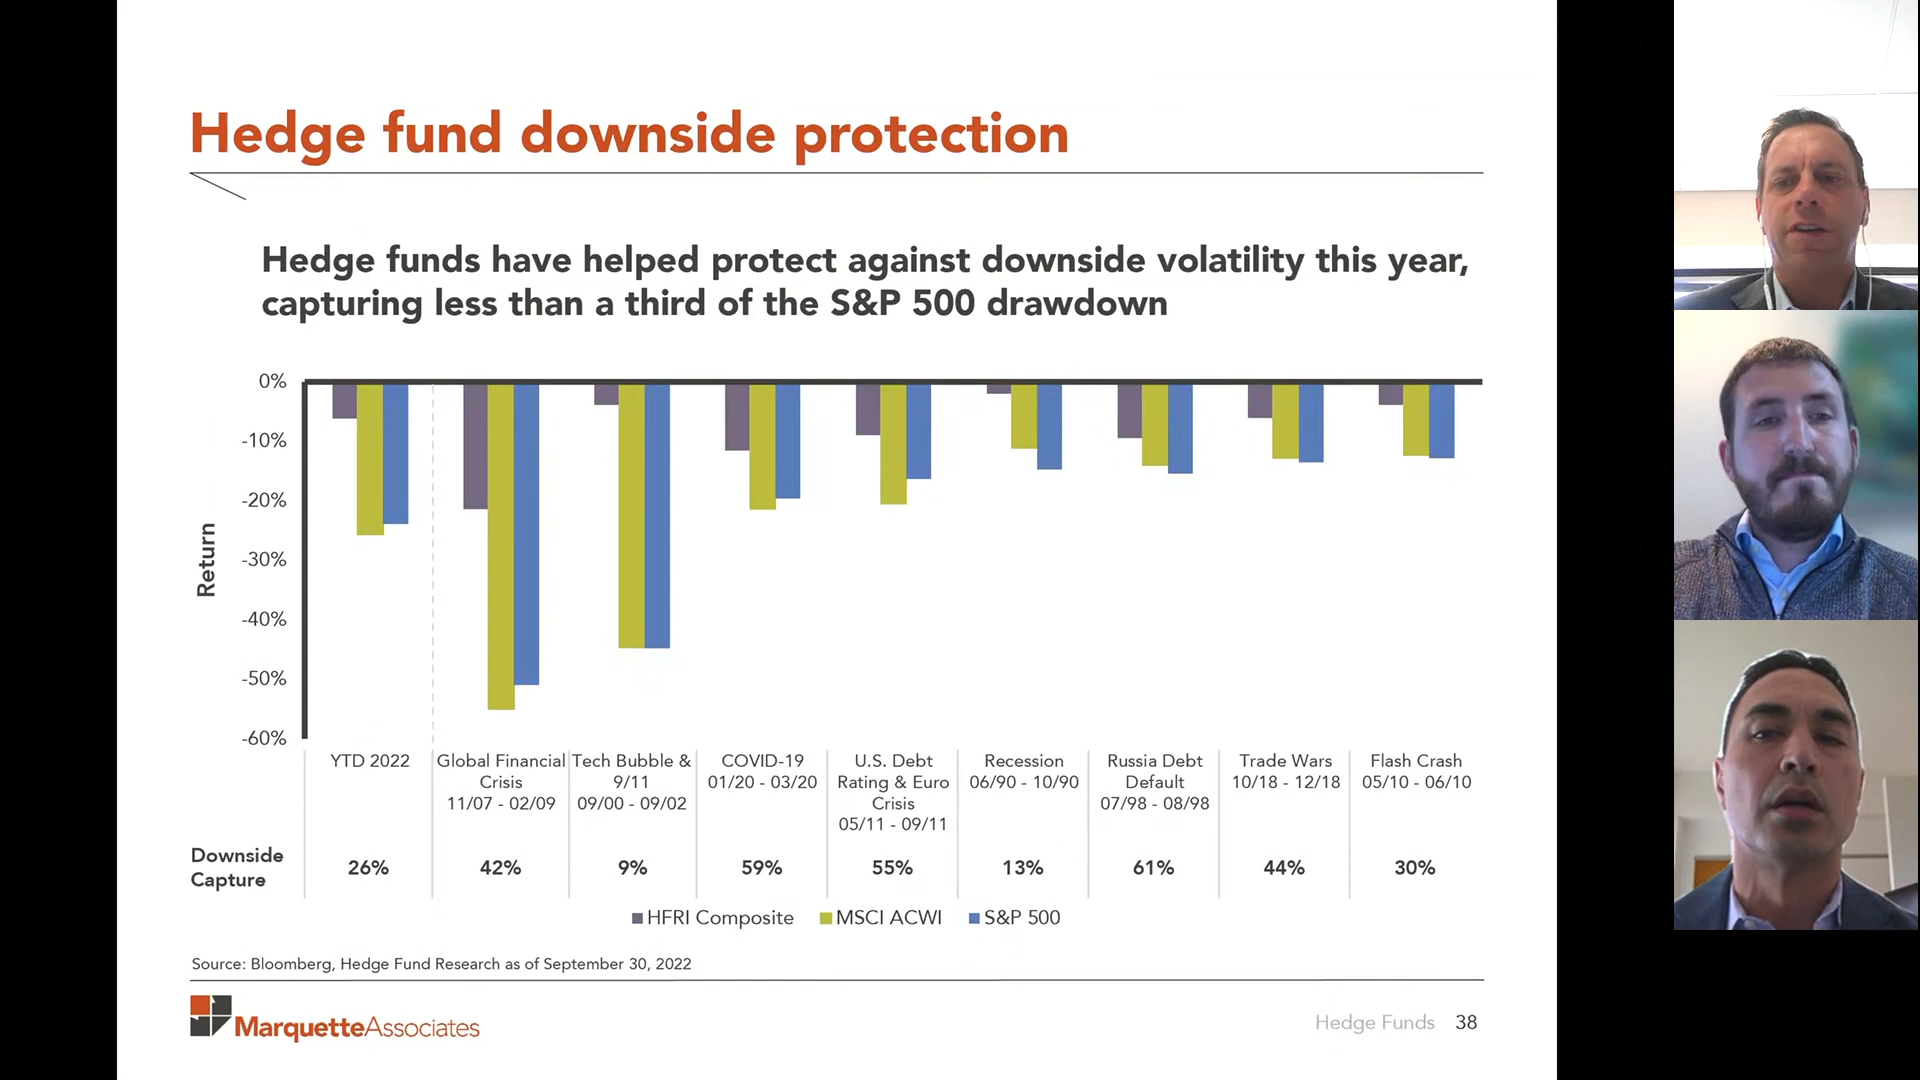 Hedge fund downside protection
Hedge funds have helped protect against downside volatility this year,
capturing less than a third of the S&P 500 drawdown
Return
0%
-10%
-20%
-30%
-40%
-50%
-60%
YTD 2022
Global Financial
Crisis
11/07 - 02/09
Tech Bubble &
9/11
09/00 - 09/02
COVID-19
01/20 - 03/20
U.S. Debt
Rating & Euro
Crisis
05/11 - 09/11
Recession
06/90 - 10/90
Russia Debt
Default
07/98 - 08/98
Trade Wars
10/18 - 12/18
Flash Crash
05/10 - 06/10
Downside
Capture
26%
42%
9%
59%
55%
13%
61%
44%
30%
HFRI Composite
MSCI ACWI
S&P 500
Source: Bloomberg, Hedge Fund Research as of September 30, 2022
MarquetteAssociates
Hedge Funds 38